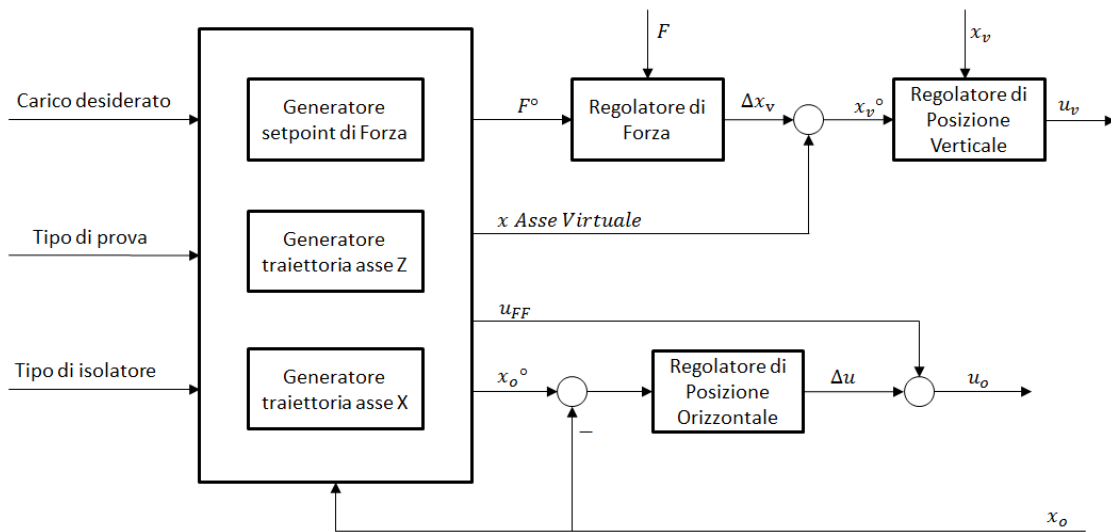 F
x_v
Carico desiderato
Generatore
setpoint di Forza
F°
Regolatore di
Forza
Δx_v
x_v°
Regolatore di
Posizione
Verticale
u_v
Tipo di prova
Generatore
traiettoria asse Z
x Asse Virtuale
u_FF
Tipo di isolatore
Generatore
traiettoria asse X
x_o°
Regolatore di
Posizione
Orizzontale
Δu
u_o
−
x_o